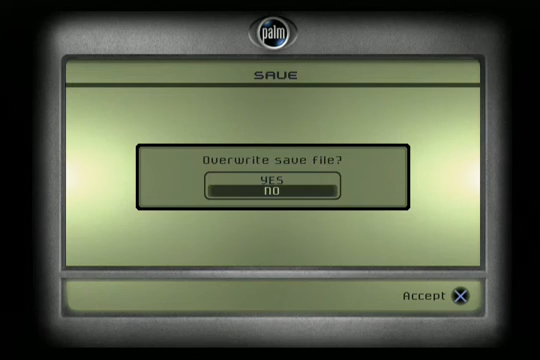 palm
SAVE
Overwrite save file?
YES
NO
Accept